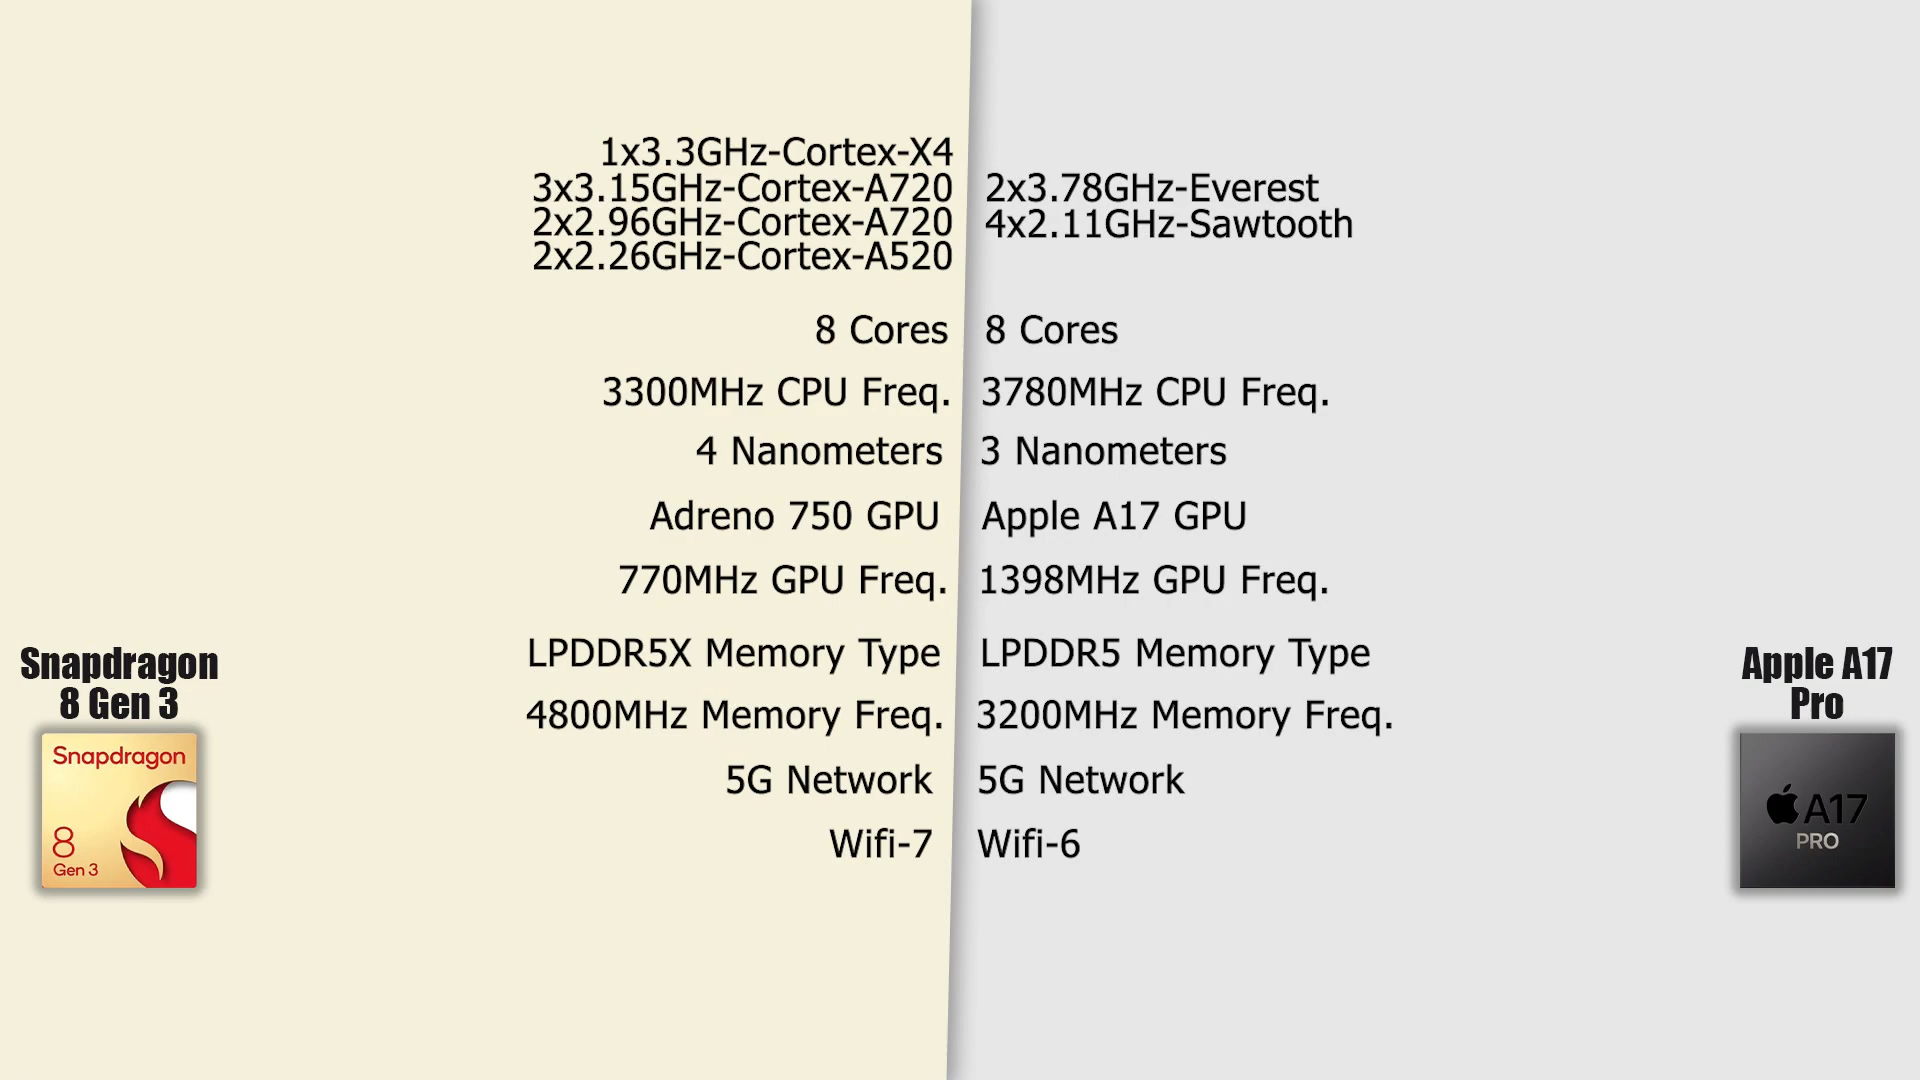 1x3.3GHz-Cortex-X4
3x3.15GHz-Cortex-A720
2x2.96GHz-Cortex-A720
2x2.26GHz-Cortex-A520
8 Cores
3300MHz CPU Freq.
4 Nanometers
Adreno 750 GPU
770MHz GPU Freq.
LPDDR5X Memory Type
4800MHz Memory Freq.
5G Network
Wifi-7
2x3.78GHz-Everest
4x2.11GHz-Sawtooth
8 Cores
3780MHz CPU Freq.
3 Nanometers
Apple A17 GPU
1398MHz GPU Freq.
LPDDR5 Memory Type
3200MHz Memory Freq.
5G Network
Wifi-6
Snapdragon
8 Gen 3
Snapdragon
8
Gen 3
Apple A17
Pro
A17
PRO